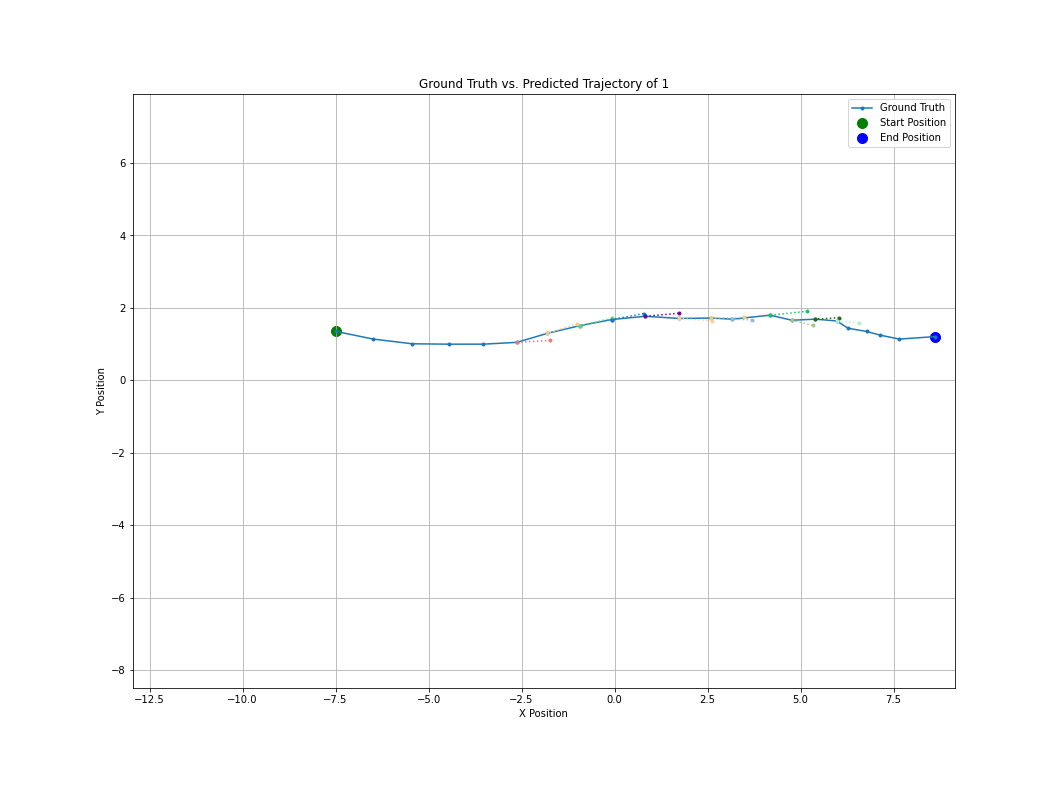 Ground Truth vs. Predicted Trajectory of 1
Ground Truth
Start Position
End Position
6
4
2
0
−2
−4
−6
−8
Y Position
−12.5 −10.0 −7.5 −5.0 −2.5 0.0 2.5 5.0 7.5
X Position